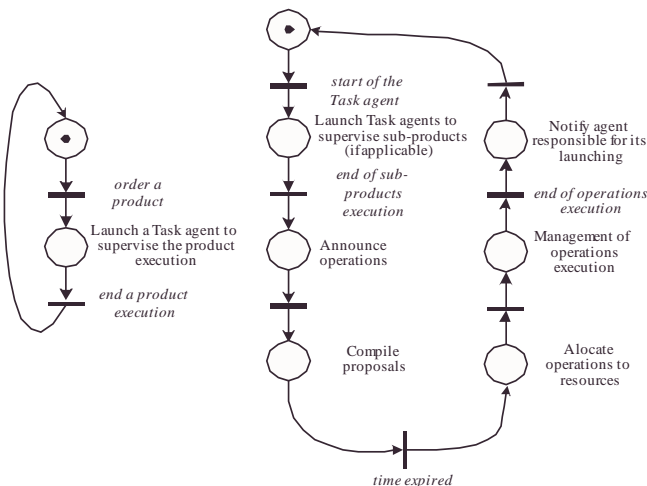 order a
product
Launch a Task agent to
supervise the product
execution
end a product
execution
start of the
Task agent
Launch Task agents to
supervise sub-products
(ifapplicable)
end of sub-
products
execution
Announce
operations
Compile
proposals
time expired
Alocate
operations to
resources
Management of
operations
execution
end of operations
execution
Notify agent
responsible for its
launching